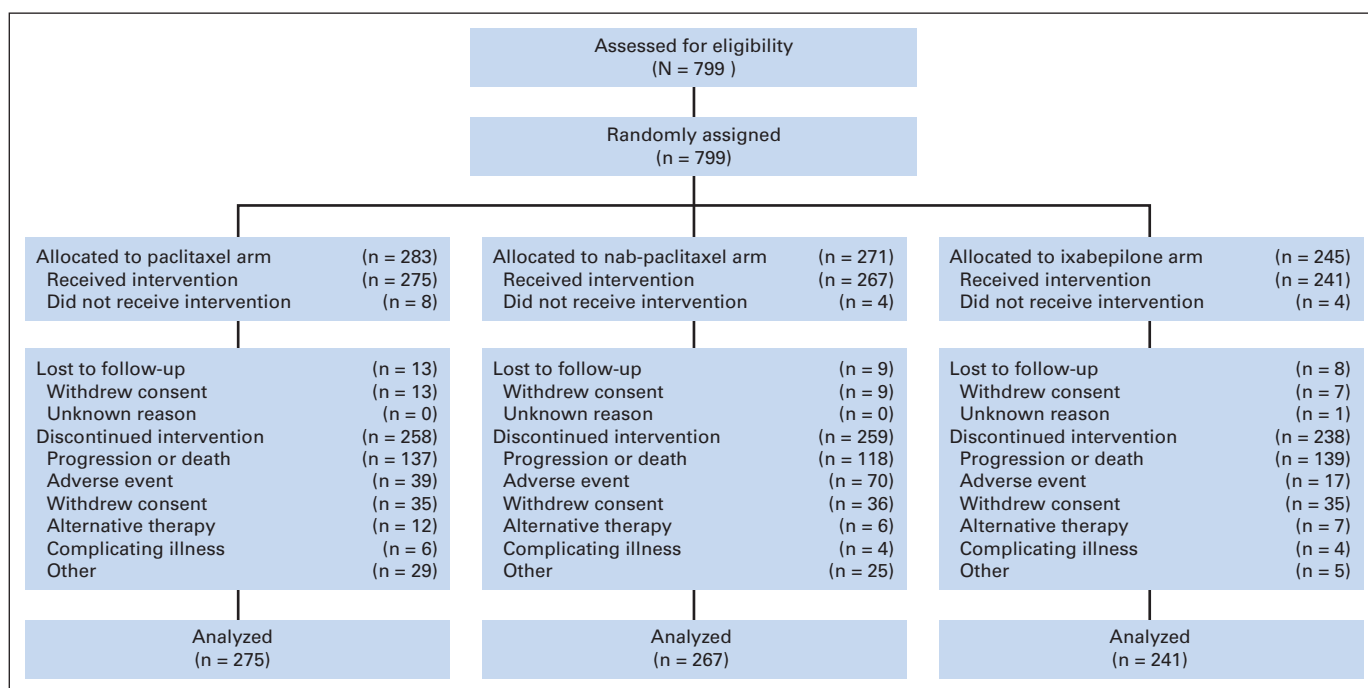 Assessed for eligibility
(N = 799 )
Randomly assigned
(n = 799)
Allocated to paclitaxel arm (n = 283)
Received intervention (n = 275)
Did not receive intervention (n = 8)
Allocated to nab-paclitaxel arm (n = 271)
Received intervention (n = 267)
Did not receive intervention (n = 4)
Allocated to ixabepilone arm (n = 245)
Received intervention (n = 241)
Did not receive intervention (n = 4)
Lost to follow-up (n = 13)
Withdrew consent (n = 13)
Unknown reason (n = 0)
Discontinued intervention (n = 258)
Progression or death (n = 137)
Adverse event (n = 39)
Withdrew consent (n = 35)
Alternative therapy (n = 12)
Complicating illness (n = 6)
Other (n = 29)
Lost to follow-up (n = 9)
Withdrew consent (n = 9)
Unknown reason (n = 0)
Discontinued intervention (n = 259)
Progression or death (n = 118)
Adverse event (n = 70)
Withdrew consent (n = 36)
Alternative therapy (n = 6)
Complicating illness (n = 4)
Other (n = 25)
Lost to follow-up (n = 8)
Withdrew consent (n = 7)
Unknown reason (n = 1)
Discontinued intervention (n = 238)
Progression or death (n = 139)
Adverse event (n = 17)
Withdrew consent (n = 35)
Alternative therapy (n = 7)
Complicating illness (n = 4)
Other (n = 5)
Analyzed
(n = 275)
Analyzed
(n = 267)
Analyzed
(n = 241)